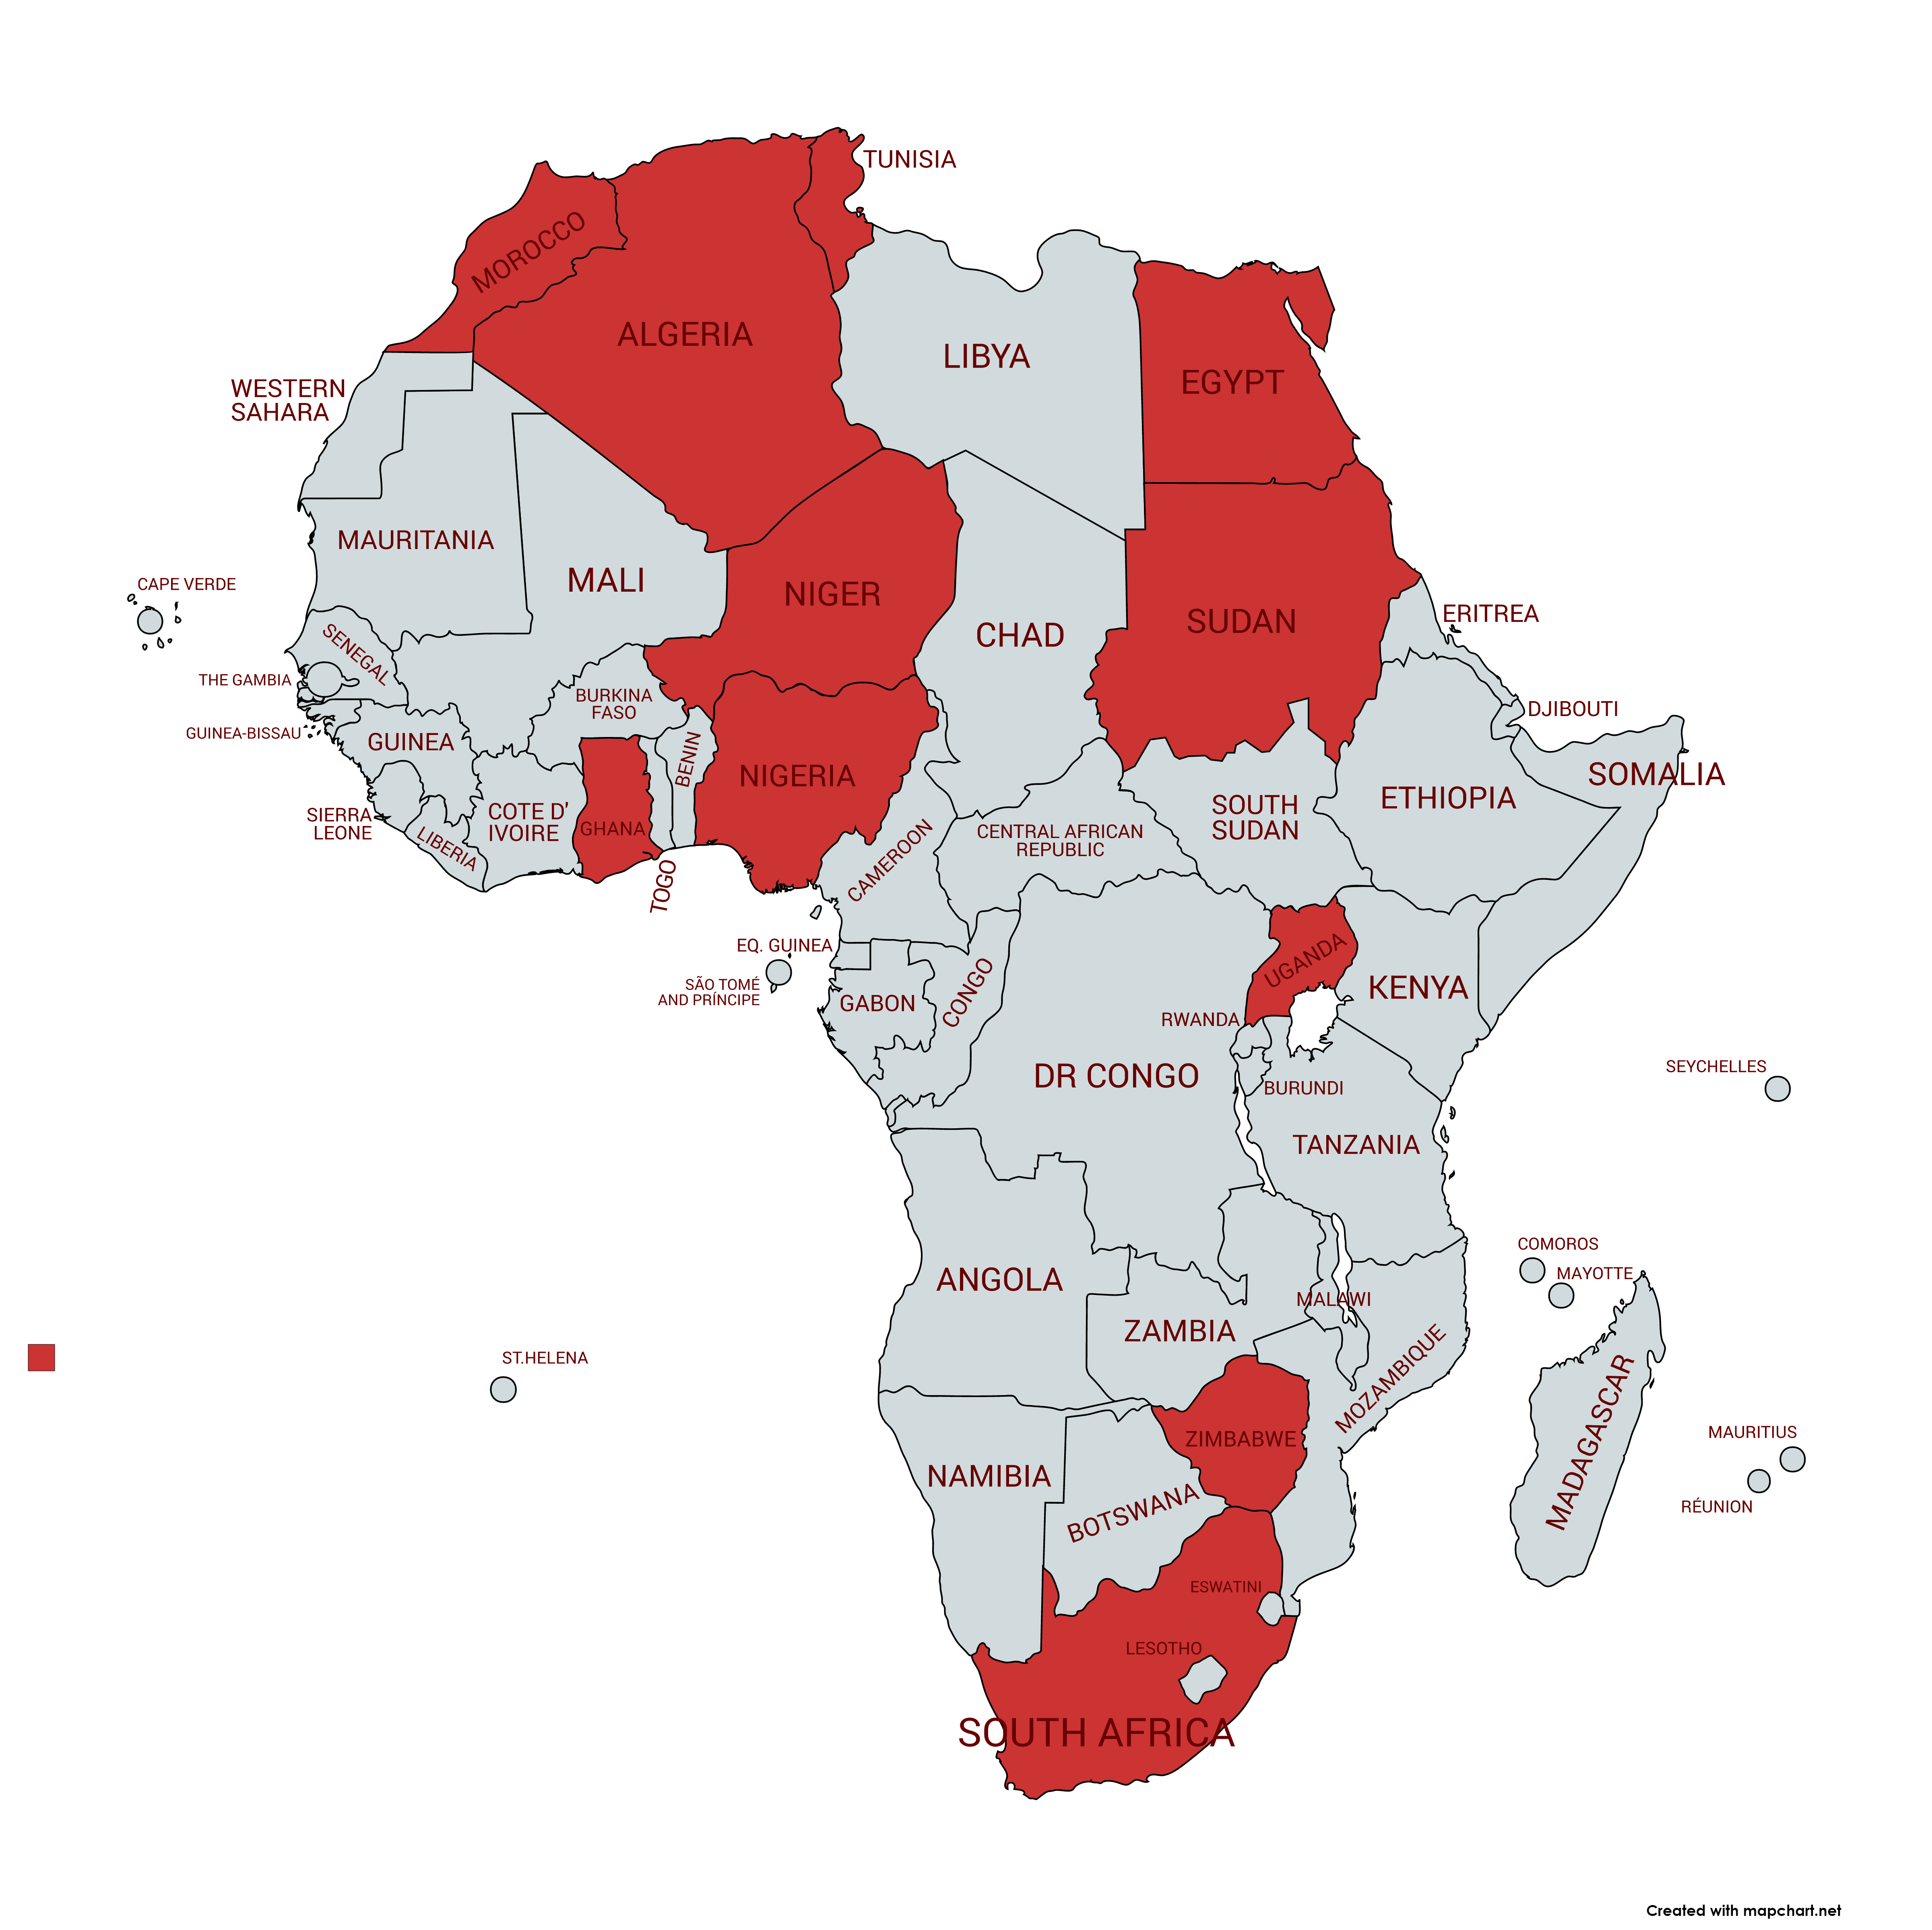 TUNISIA
MOROCCO
ALGERIA
LIBYA
EGYPT
WESTERN
SAHARA
MAURITANIA
MALI
NIGER
CHAD
SUDAN
ERITREA
CAPE VERDE
SENEGAL
THE GAMBIA
GUINEA-BISSAU
GUINEA
BURKINA
FASO
BENIN
NIGERIA
DJIBOUTI
SOMALIA
ETHIOPIA
SOUTH
SUDAN
SIERRA
LEONE
LIBERIA
COTE D'
IVOIRE
GHANA
TOGO
CAMEROON
CENTRAL AFRICAN
REPUBLIC
EQ. GUINEA
SÃO TOMÉ
AND PRÍNCIPE
GABON
CONGO
UGANDA
KENYA
RWANDA
DR CONGO
BURUNDI
TANZANIA
SEYCHELLES
COMOROS
MAYOTTE
ANGOLA
ZAMBIA
MALAWI
MOZAMBIQUE
ST.HELENA
ZIMBABWE
NAMIBIA
BOTSWANA
MADAGASCAR
MAURITIUS
RÉUNION
ESWATINI
LESOTHO
SOUTH AFRICA
Created with mapchart.net